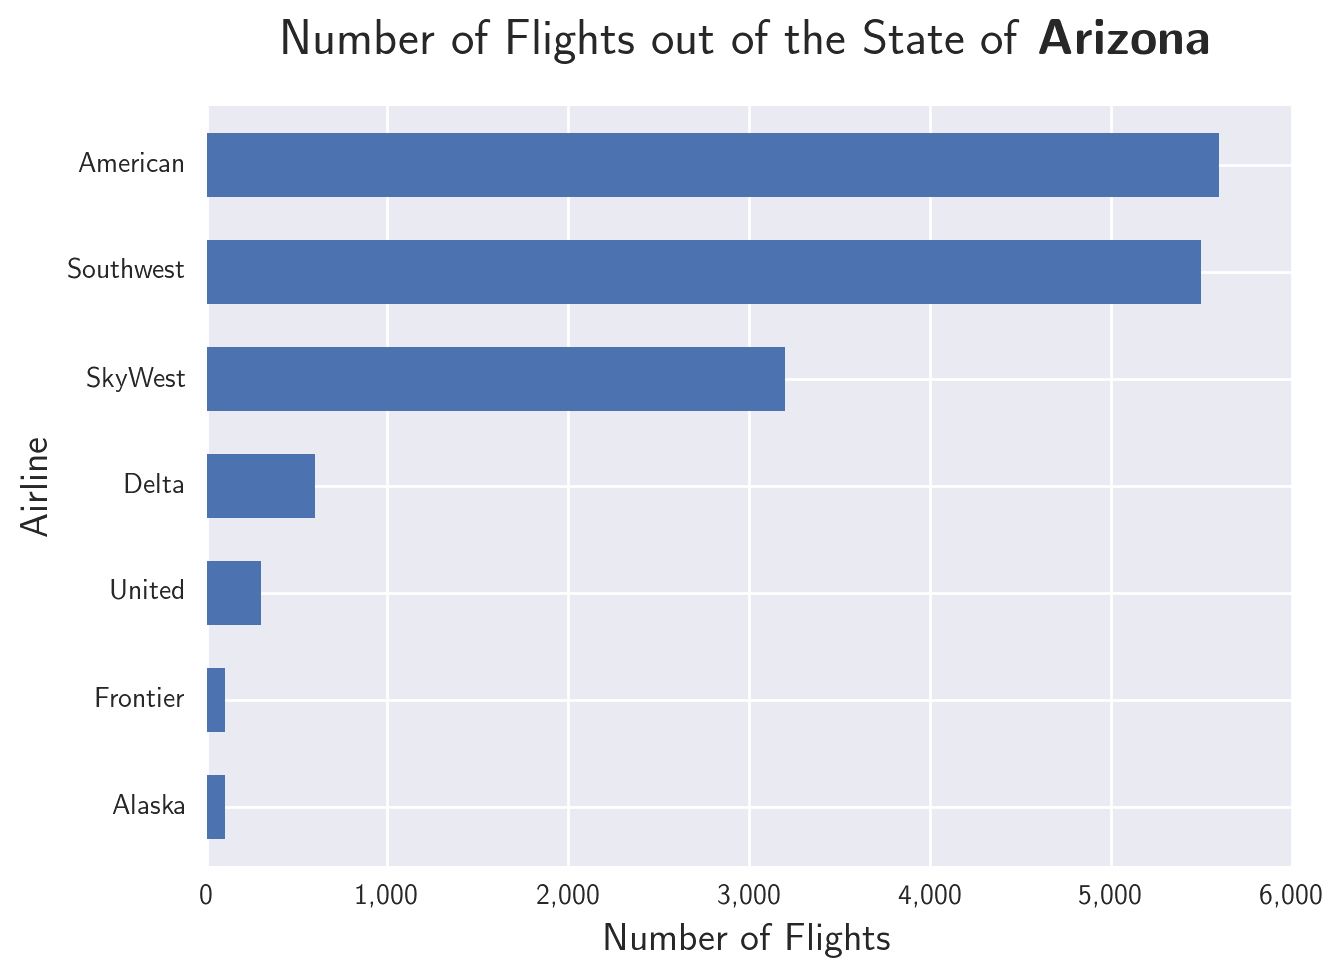 Number of Flights out of the State of Arizona
American
Southwest
SkyWest
Delta
United
Frontier
Alaska
Airline
0 1,000 2,000 3,000 4,000 5,000 6,000
Number of Flights